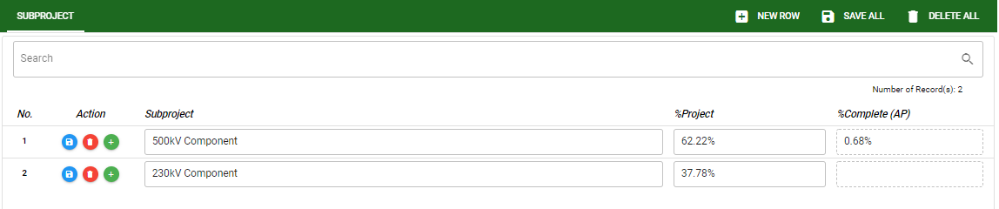 SUBPROJECT NEW ROW SAVE ALL DELETE ALL
Search
Number of Record(s): 2
No. Action Subproject %Project %Complete (AP)
1 500kV Component 62.22% 0.68%
2 230kV Component 37.78%